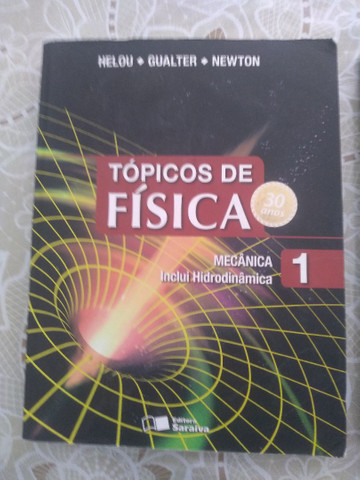 HELOU • GUALTER • NEWTON
TÓPICOS DE
FÍSICA
30
anos
MECÂNICA
Inclui Hidrodinâmica
1
Editora
Saraiva